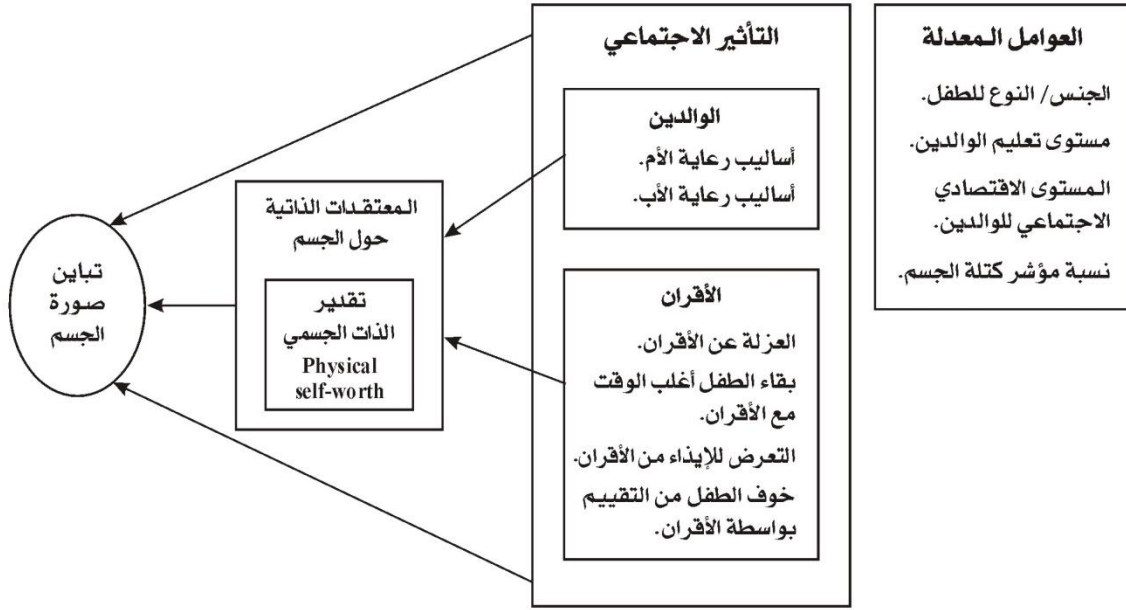 العوامل المعدلة
الجنس/ النوع للطفل.
مستوى تعليم الوالدين.
المستوى الاقتصادي
الاجتماعي للوالدين.
نسبة مؤشر كتلة الجسم.
التأثير الاجتماعي
الوالدين
أساليب رعاية الأم.
أساليب رعاية الأب.
الأقران
العزلة عن الأقران.
بقاء الطفل أغلب الوقت
مع الأقران.
التعرض للإيذاء من الأقران.
خوف الطفل من التقييم
بواسطة الأقران.
المعتقدات الذاتية
حول الجسم
تقدير
الذات الجسمي
Physical
self-worth
تباين
صورة
الجسم